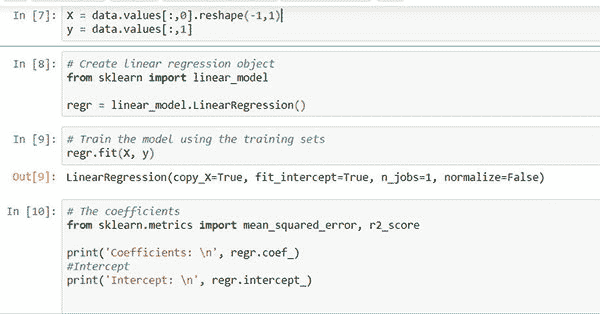 In [7]: X = data.values[:,0].reshape(-1,1)
y = data.values[:,1]
In [8]: # Create linear regression object
from sklearn import linear_model
regr = linear_model.LinearRegression()
In [9]: # Train the model using the training sets
regr.fit(X, y)
Out[9]: LinearRegression(copy_X=True, fit_intercept=True, n_jobs=1, normalize=False)
In [10]: # The coefficients
from sklearn.metrics import mean_squared_error, r2_score
print('Coefficients: \n', regr.coef_)
#Intercept
print('Intercept: \n', regr.intercept_)